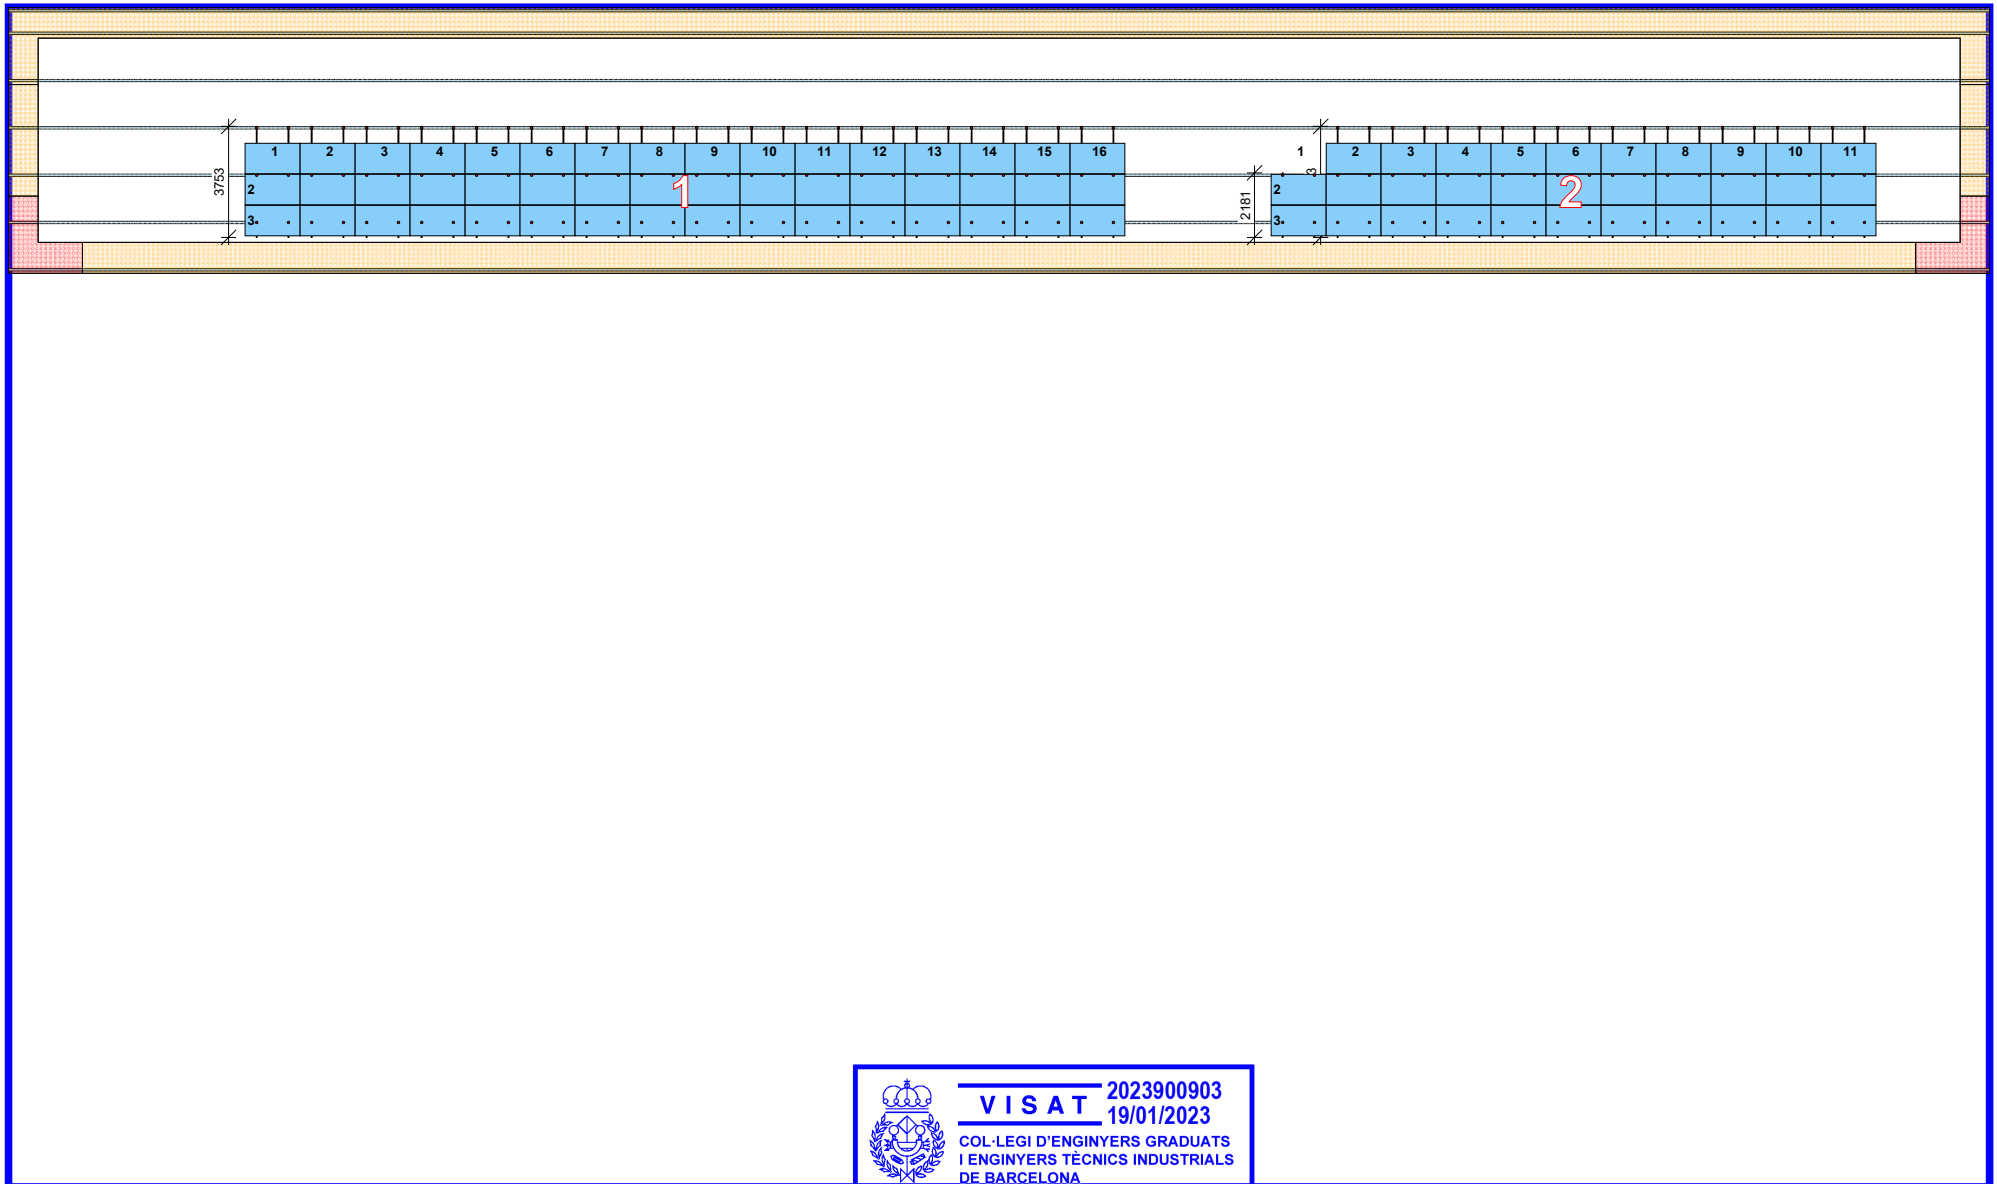 1 2 3 4 5 6 7 8 9 10 11 12 13 14 15 16
2
3
1
3753
1 2 3 4 5 6 7 8 9 10 11
2
3
2
2181
3
VISAT 2023900903
19/01/2023
COL·LEGI D'ENGINYERS GRADUATS
I ENGINYERS TÈCNICS INDUSTRIALS
DE BARCELONA